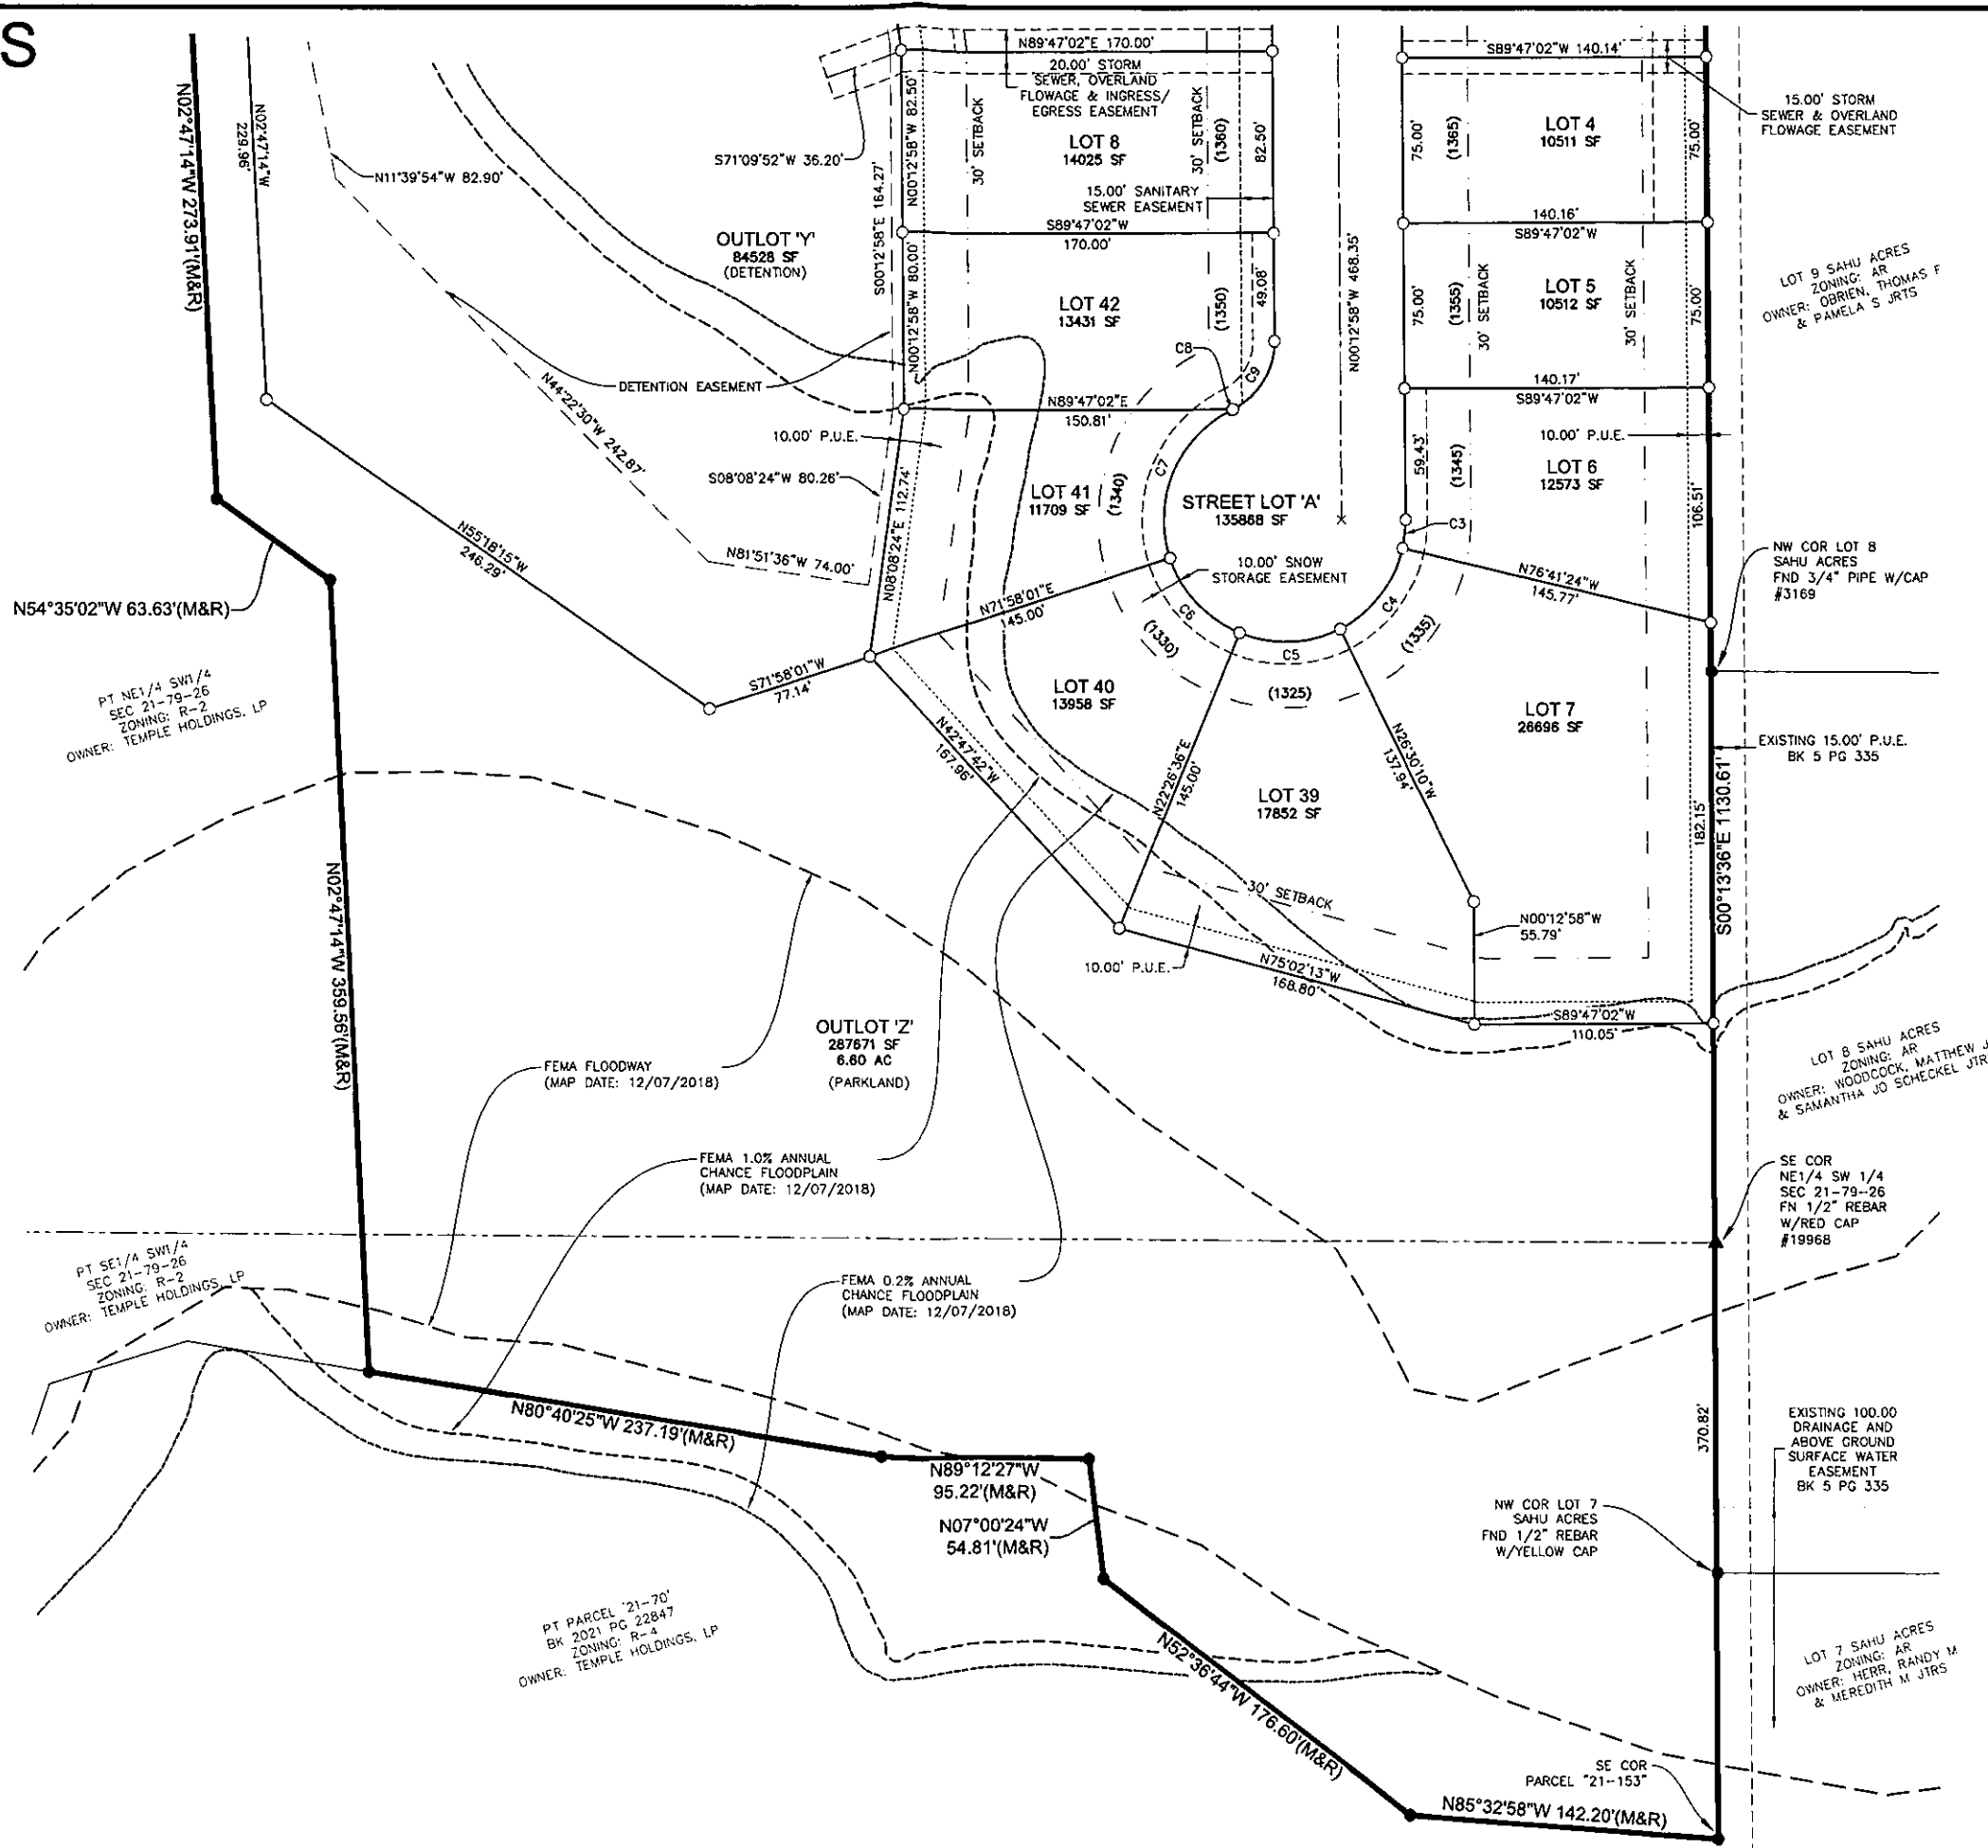 S
N02°47'14"W 273.91'(M&R)
N02°47'14"W
229.96'
N11°39'54"W 82.90'
S71°09'52"W 36.20'
N89°47'02"E 170.00'
20.00' STORM
SEWER, OVERLAND
FLOWAGE & INGRESS/
EGRESS EASEMENT
N00°12'58"W 82.50'
30' SETBACK
LOT 8
14025 SF
30' SETBACK
(1360)
82.50'
15.00' SANITARY
SEWER EASEMENT
S89°47'02"W
170.00'
S00°12'58"E 164.27'
OUTLOT 'Y'
84528 SF
(DETENTION)
N00°12'58"W 80.00'
LOT 42
13431 SF
(1350)
49.08'
C8
C9
N00°12'58"W 468.35'
S89°47'02"W 140.14'
15.00' STORM
SEWER & OVERLAND
FLOWAGE EASEMENT
75.00'
(1365)
LOT 4
10511 SF
75.00'
140.16'
S89°47'02"W
75.00'
(1355)
30' SETBACK
LOT 5
10512 SF
30' SETBACK
75.00'
LOT 9 SAHU ACRES
ZONING: AR
OWNER: OBRIEN, THOMAS F
& PAMELA S JRTS
140.17'
S89°47'02"W
DETENTION EASEMENT
N44°22'30"W 242.87'
N89°47'02"E
150.81'
10.00' P.U.E.
S08°08'24"W 80.26'
N08°08'24"E 112.74'
LOT 41
11709 SF
(1340)
C7
STREET LOT 'A'
135868 SF
59.43'
(1345)
10.00' P.U.E.
LOT 6
12573 SF
106.51'
C3
N55°18'15"W
246.29'
N81°51'36"W 74.00'
10.00' SNOW
STORAGE EASEMENT
N76°41'24"W
145.77'
NW COR LOT 8
SAHU ACRES
FND 3/4" PIPE W/CAP
#3169
N54°35'02"W 63.63'(M&R)
N71°58'01"E
145.00'
C6
(1330)
C5
C4
(1335)
(1325)
S71°58'01"W
77.14'
PT NE1/4 SW1/4
SEC 21-79-26
ZONING: R-2
OWNER: TEMPLE HOLDINGS, LP
LOT 40
13958 SF
LOT 7
26696 SF
N42°47'42"W
167.96'
N22°26'36"E
145.00'
N26°30'10"W
137.94'
EXISTING 15.00' P.U.E.
BK 5 PG 335
LOT 39
17852 SF
182.15'
S00°13'36"E 1130.61'
N02°47'14"W 359.56'(M&R)
30' SETBACK
N00°12'58"W
55.79'
10.00' P.U.E.
N75°02'13"W
168.80'
S89°47'02"W
110.05'
OUTLOT 'Z'
287671 SF
6.60 AC
(PARKLAND)
LOT 8 SAHU ACRES
ZONING: AR
OWNER: WOODCOCK, MATTHEW J
& SAMANTHA JO SCHECKEL JTR
FEMA FLOODWAY
(MAP DATE: 12/07/2018)
FEMA 1.0% ANNUAL
CHANCE FLOODPLAIN
(MAP DATE: 12/07/2018)
SE COR
NE1/4 SW 1/4
SEC 21-79-26
FN 1/2" REBAR
W/RED CAP
#19968
PT SE1/4 SW1/4
SEC 21-79-26
ZONING: R-2
OWNER: TEMPLE HOLDINGS, LP
FEMA 0.2% ANNUAL
CHANCE FLOODPLAIN
(MAP DATE: 12/07/2018)
N80°40'25"W 237.19'(M&R)
370.82'
EXISTING 100.00
DRAINAGE AND
ABOVE GROUND
SURFACE WATER
EASEMENT
BK 5 PG 335
N89°12'27"W
95.22'(M&R)
N07°00'24"W
54.81'(M&R)
NW COR LOT 7
SAHU ACRES
FND 1/2" REBAR
W/YELLOW CAP
PT PARCEL '21-70'
BK 2021 PG 22847
ZONING: R-4
OWNER: TEMPLE HOLDINGS, LP
N52°36'44"W 176.60'(M&R)
LOT 7 SAHU ACRES
ZONING: AR
OWNER: HERR, RANDY M
& MEREDITH M JTRS
SE COR
PARCEL "21-153"
N85°32'58"W 142.20'(M&R)